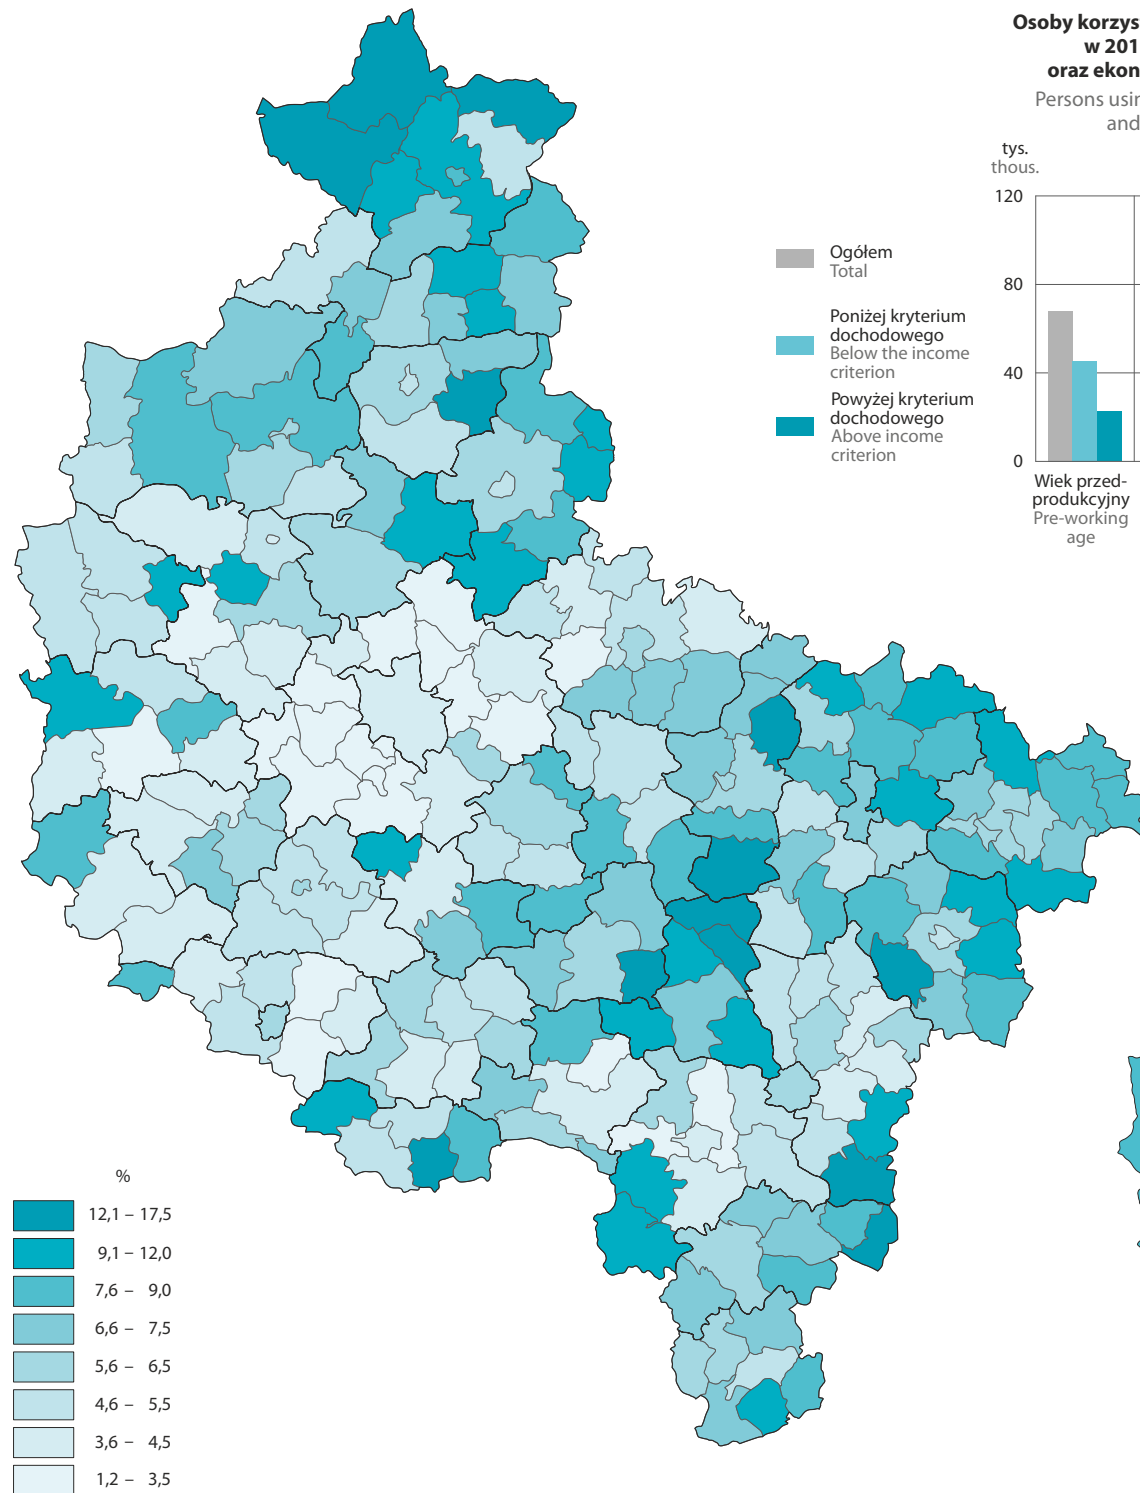 Osoby korzys
w 201
oraz ekon
Persons usin
and
tys.
thous.
120
80
40
0
Ogółem
Total
Poniżej kryterium
dochodowego
Below the income
criterion
Powyżej kryterium
dochodowego
Above income
criterion
Wiek przed-
produkcyjny
Pre-working
age
%
12,1 – 17,5
9,1 – 12,0
7,6 – 9,0
6,6 – 7,5
5,6 – 6,5
4,6 – 5,5
3,6 – 4,5
1,2 – 3,5